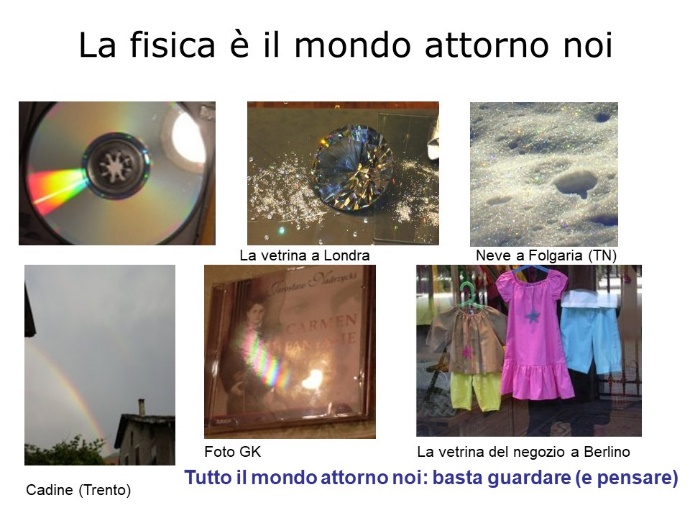 La fisica è il mondo attorno noi
La vetrina a Londra
Neve a Folgaria (TN)
CARMEN
Foto GK
La vetrina del negozio a Berlino
Tutto il mondo attorno noi: basta guardare (e pensare)
Cadine (Trento)